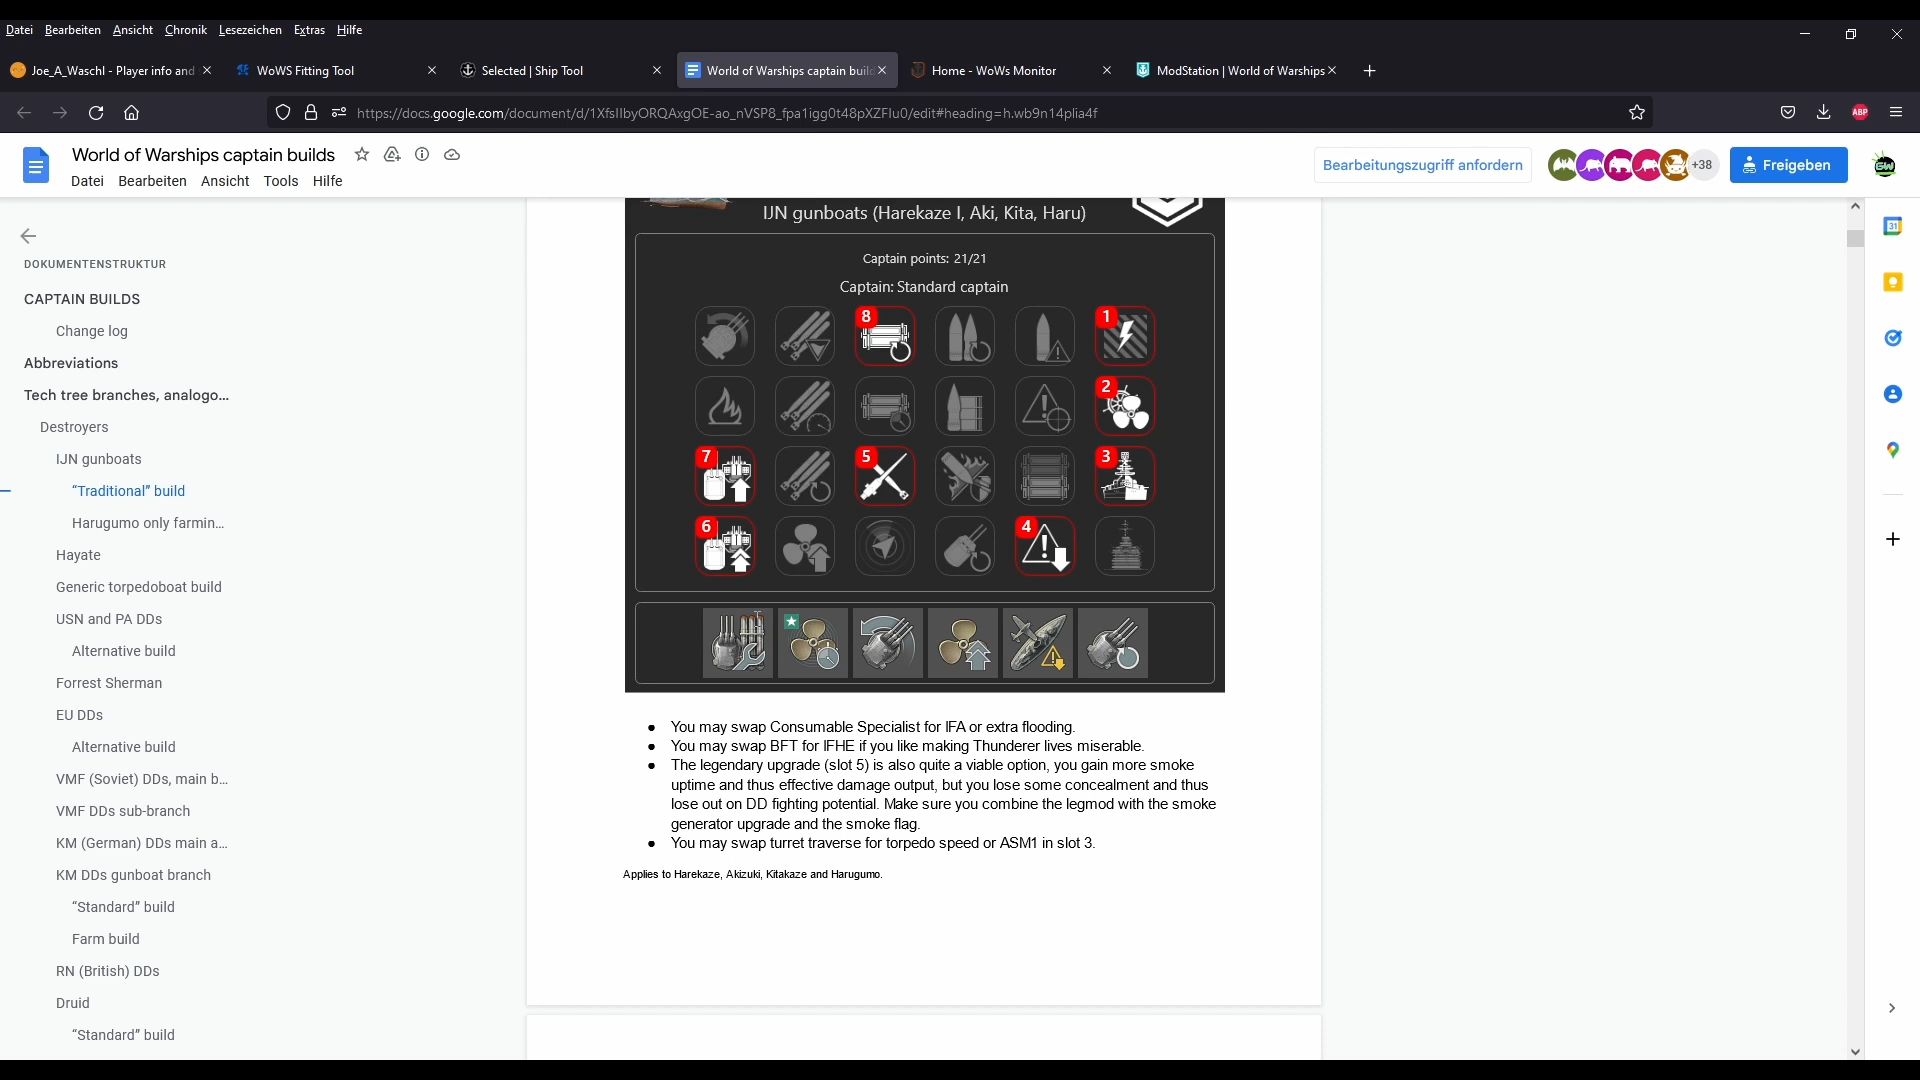 Datei Bearbeiten Ansicht Chronik Lesezeichen Extras Hilfe
Joe_A_Waschl - Player info and
WoWS Fitting Tool
Selected | Ship Tool
World of Warships captain build
Home - WoWs Monitor
ModStation | World of Warships
https://docs.google.com/document/d/1XfsIIbyORQAxgOE-ao_nVSP8_fpa1igg0t48pXZFIu0/edit#heading=h.wb9n14plia4f
ABP
World of Warships captain builds
Datei Bearbeiten Ansicht Tools Hilfe
Bearbeitungszugriff anfordern
+38
Freigeben
31
DOKUMENTENSTRUKTUR
CAPTAIN BUILDS
Change log
Abbreviations
Tech tree branches, analogo...
Destroyers
IJN gunboats
“Traditional” build
Harugumo only farmin...
Hayate
Generic torpedoboat build
USN and PA DDs
Alternative build
Forrest Sherman
EU DDs
Alternative build
VMF (Soviet) DDs, main b...
VMF DDs sub-branch
KM (German) DDs main a...
KM DDs gunboat branch
“Standard” build
Farm build
RN (British) DDs
Druid
“Standard” build
IJN gunboats (Harekaze I, Aki, Kita, Haru)
Captain points: 21/21
Captain: Standard captain
8 1
2
7 5 3
6 4
● You may swap Consumable Specialist for IFA or extra flooding.
● You may swap BFT for IFHE if you like making Thunderer lives miserable.
● The legendary upgrade (slot 5) is also quite a viable option, you gain more smoke
uptime and thus effective damage output, but you lose some concealment and thus
lose out on DD fighting potential. Make sure you combine the legmod with the smoke
generator upgrade and the smoke flag.
● You may swap turret traverse for torpedo speed or ASM1 in slot 3.
Applies to Harekaze, Akizuki, Kitakaze and Harugumo.